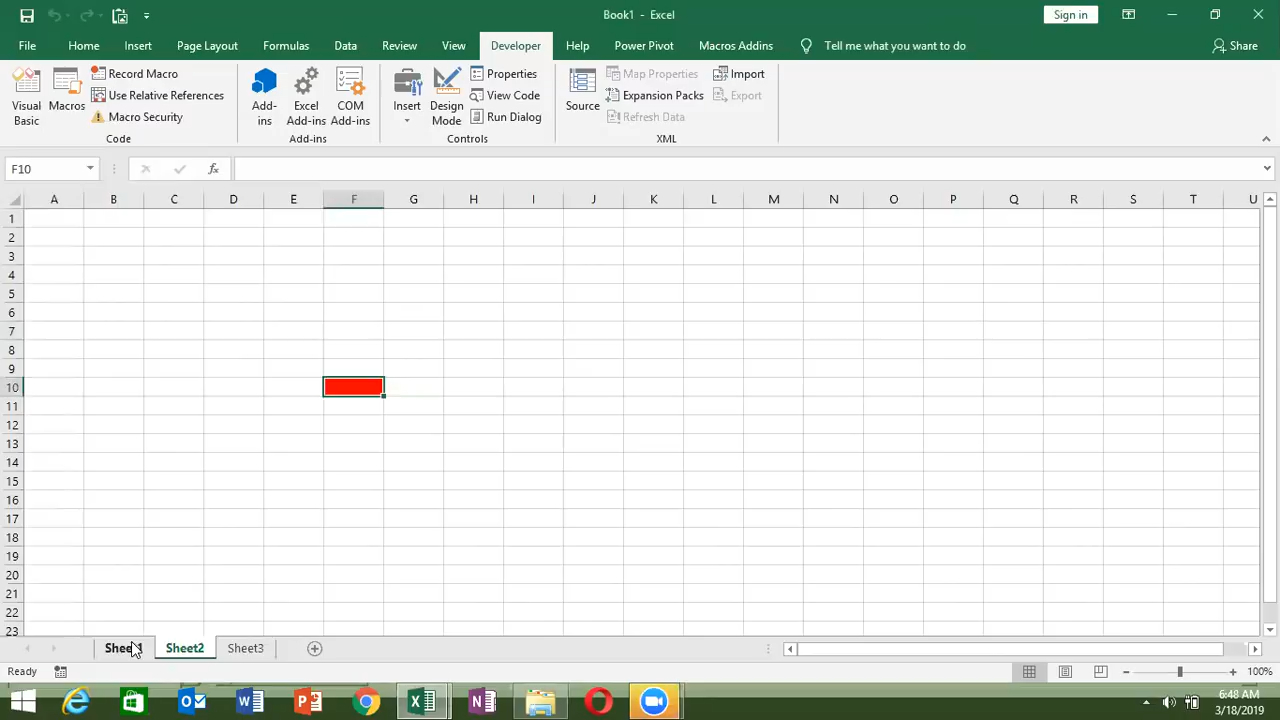 Book1 - Excel
Sign in
File Home Insert Page Layout Formulas Data Review View Developer Help Power Pivot Macros Addins Tell me what you want to do Share
Visual Basic
Macros
Record Macro
Use Relative References
Macro Security
Code
Add-ins
Excel Add-ins
COM Add-ins
Add-ins
Insert
Design Mode
Properties
View Code
Run Dialog
Controls
Source
Map Properties
Expansion Packs
Refresh Data
Import
Export
XML
F10
fx
A B C D E F G H I J K L M N O P Q R S T U
1
2
3
4
5
6
7
8
9
10
11
12
13
14
15
16
17
18
19
20
21
22
23
Sheet1 Sheet2 Sheet3
Ready
100%
6:48 AM
3/18/2019